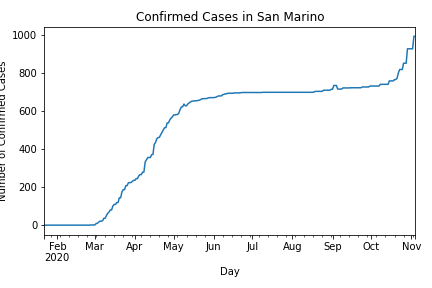 Confirmed Cases in San Marino
Number of Confirmed Cases
1000
800
600
400
200
0
Feb Mar Apr May Jun Jul Aug Sep Oct Nov
2020
Day